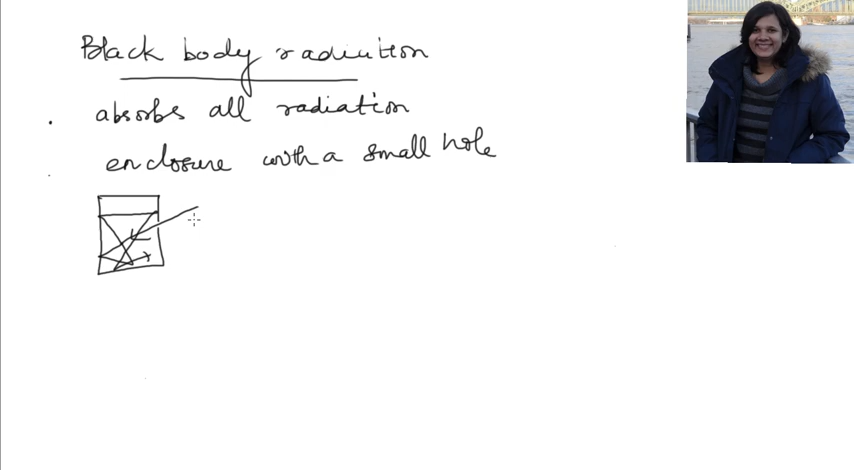 Black body radiation
absorbs all radiation
enclosure with a small hole